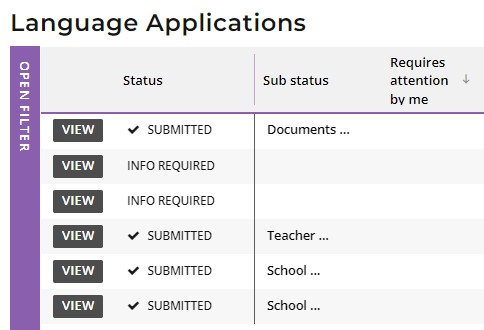 Language Applications
OPEN FILTER
Status Sub status Requires attention by me
VIEW SUBMITTED Documents ...
VIEW INFO REQUIRED
VIEW INFO REQUIRED
VIEW SUBMITTED Teacher ...
VIEW SUBMITTED School ...
VIEW SUBMITTED School ...